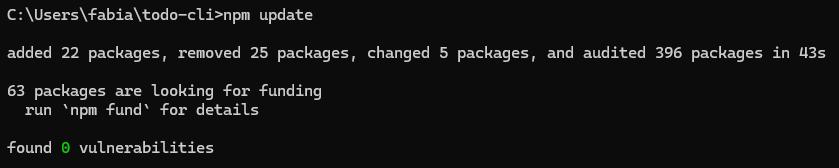 C:\Users\fabia\todo-cli>npm update
added 22 packages, removed 25 packages, changed 5 packages, and audited 396 packages in 43s
63 packages are looking for funding
run `npm fund` for details
found 0 vulnerabilities